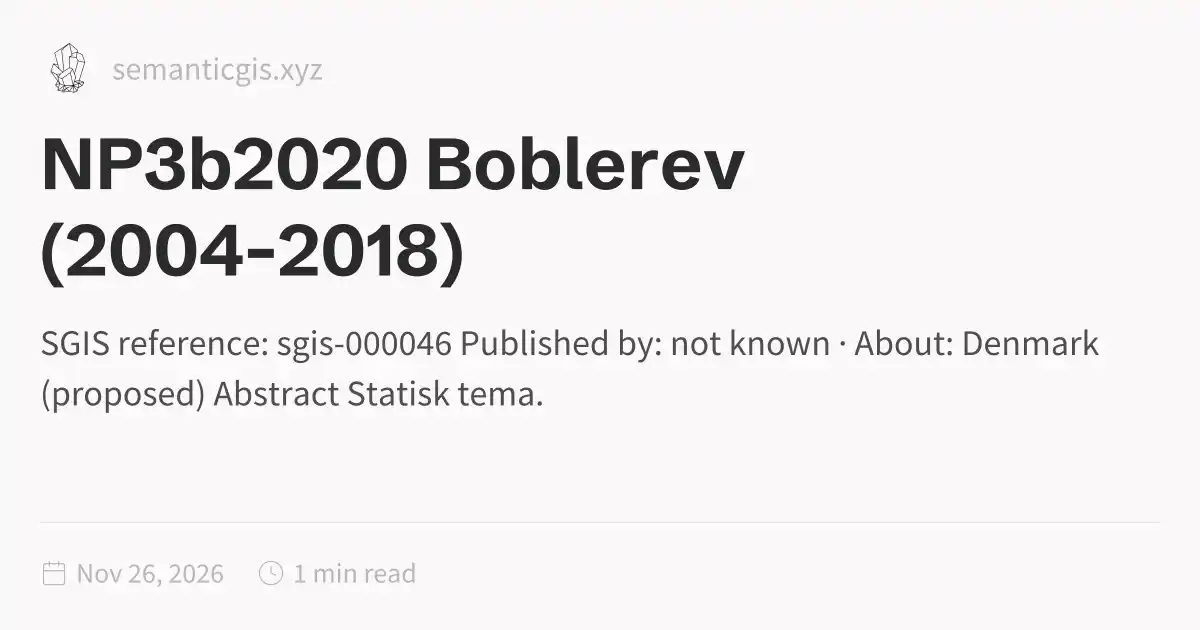 semanticgis.xyz
NP3b2020 Boblerev
(2004-2018)
SGIS reference: sgis-000046 Published by: not known · About: Denmark
(proposed) Abstract Statisk tema.
Nov 26, 2026
1 min read